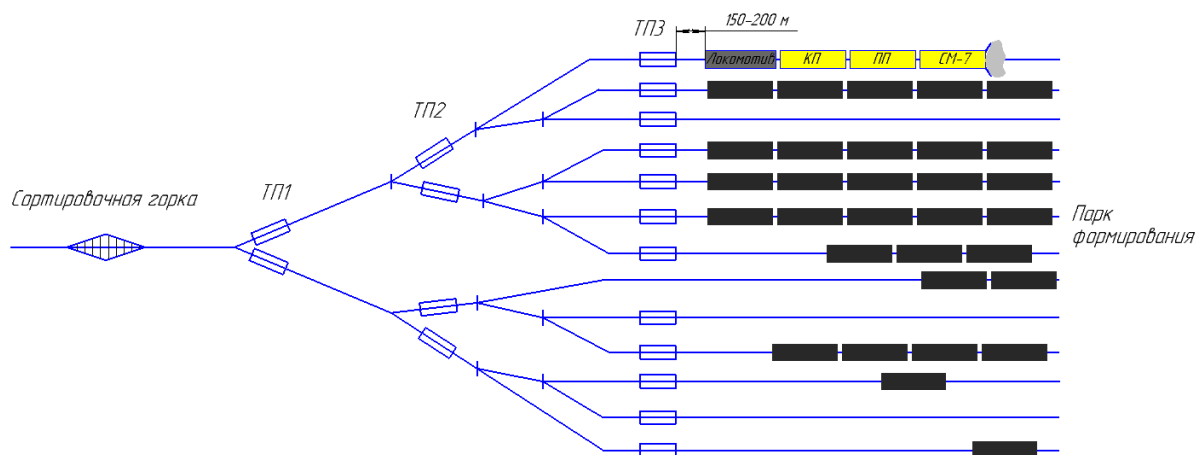 150-200 м
ТП3
Локомотив КП ПП СМ-7
ТП2
ТП1
Сортировочная горка
Парк
формирования